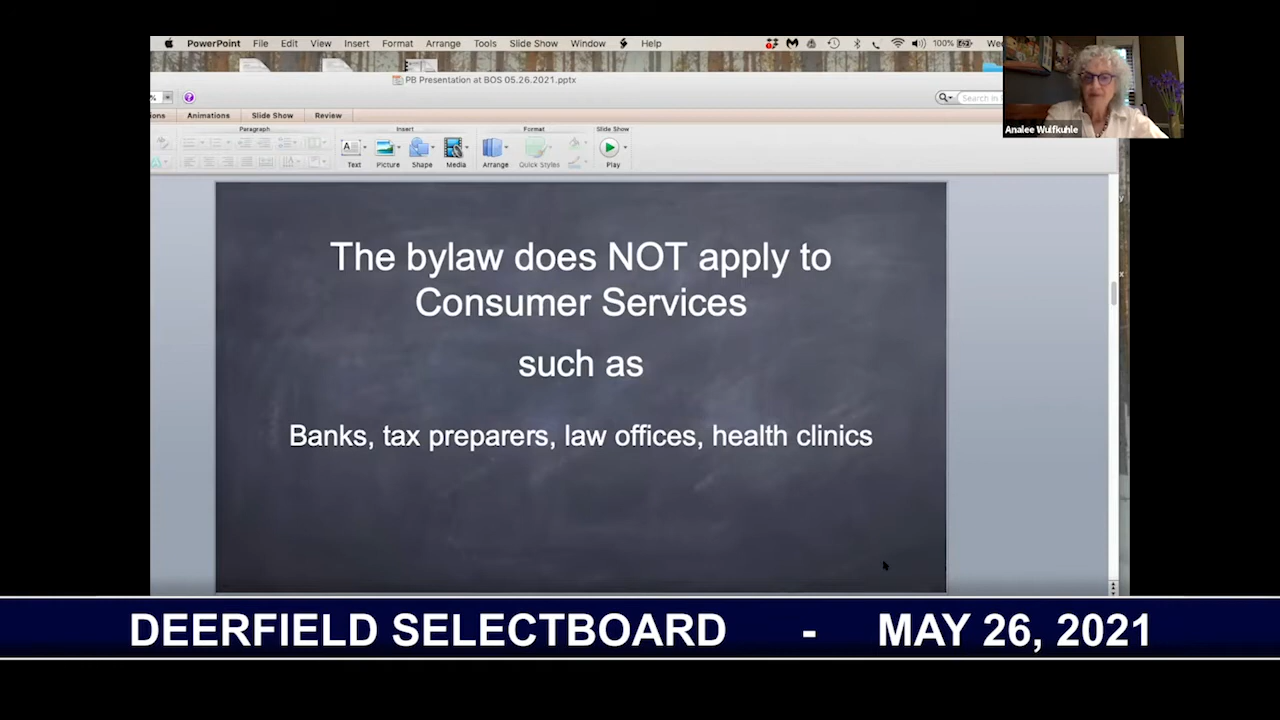 PowerPoint File Edit View Insert Format Arrange Tools Slide Show Window Help 100%
PB Presentation at BOS 05.26.2021.pptx
Animations Slide Show Review
Paragraph Insert Format Slide Show
Text Picture Shape Media Arrange Quick Styles Play
Analee Wulfkuhle
The bylaw does NOT apply to
Consumer Services
such as
Banks, tax preparers, law offices, health clinics
DEERFIELD SELECTBOARD - MAY 26, 2021